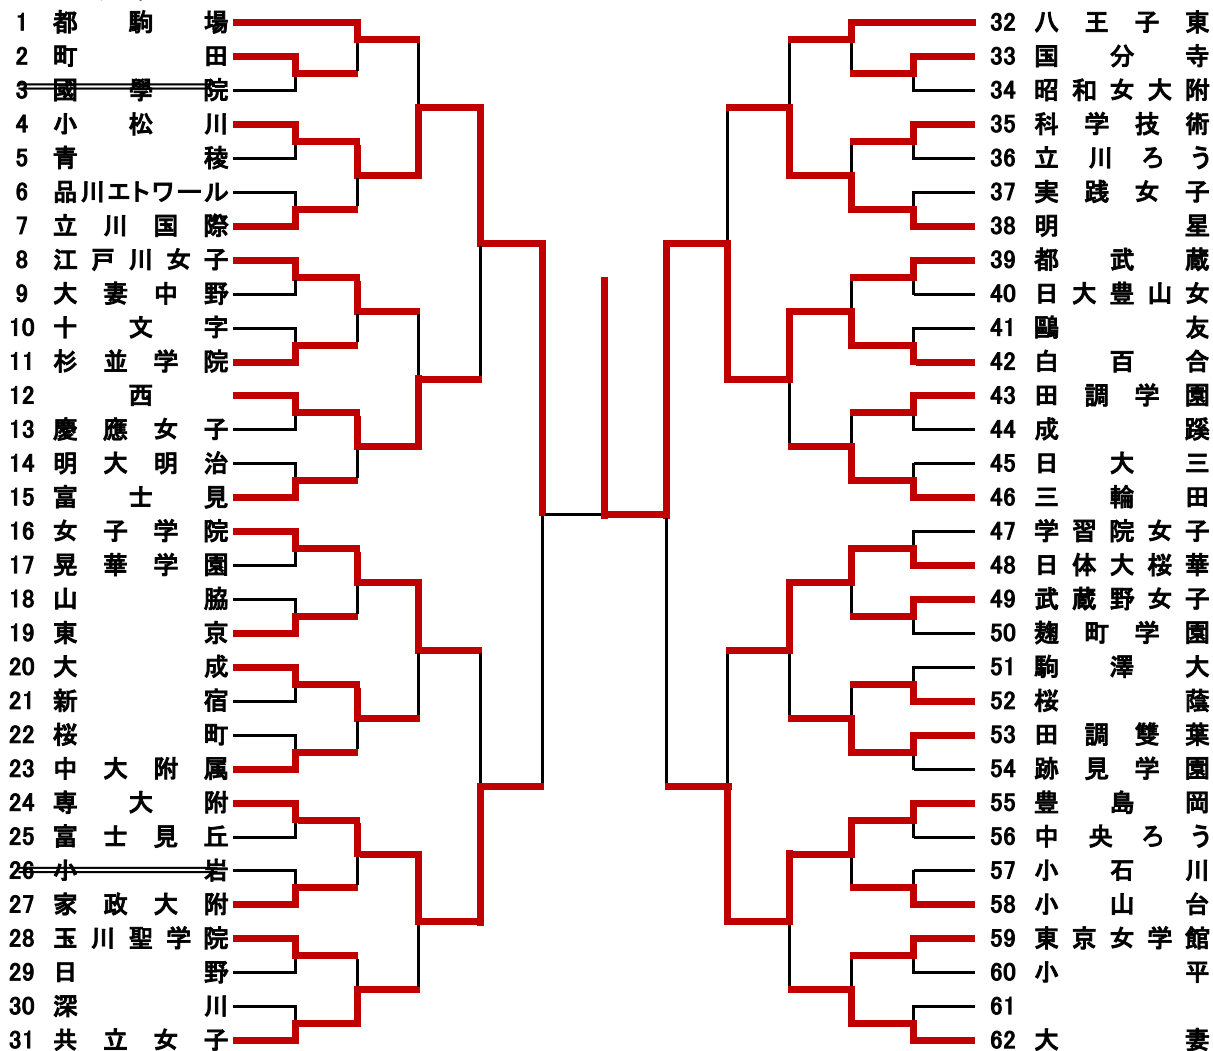 1 都駒場
2 町田
3 國學院
4 小松川
5 青稜
6 品川エトワール
7 立川国際
8 江戸川女子
9 大妻中野
10 十文字
11 杉並学院
12 西
13 慶應女子
14 明大明治
15 富士見
16 女子学院
17 晃華学園
18 山脇
19 東京
20 大成
21 新宿
22 桜町
23 中大附属
24 専大附
25 富士見丘
26 小岩
27 家政大附
28 玉川聖学院
29 日野
30 深川
31 共立女子
32 八王子東
33 国分寺
34 昭和女大附
35 科学技術
36 立川ろう
37 実践女子
38 明星
39 都武蔵
40 日大豊山女
41 鷗友
42 白百合
43 田調学園
44 成蹊
45 日大三
46 三輪田
47 学習院女子
48 日体大桜華
49 武蔵野女子
50 麹町学園
51 駒澤大
52 桜蔭
53 田調雙葉
54 跡見学園
55 豊島岡
56 中央ろう
57 小石川
58 小山台
59 東京女学館
60 小平
61
62 大妻